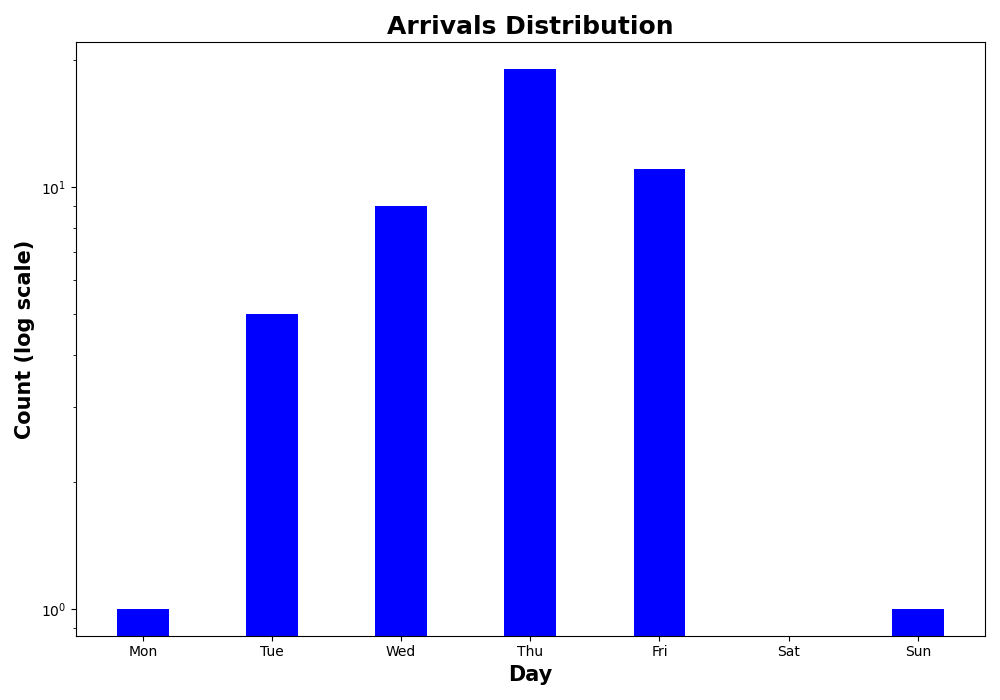 Arrivals Distribution
Count (log scale)
10¹
10⁰
Mon Tue Wed Thu Fri Sat Sun
Day